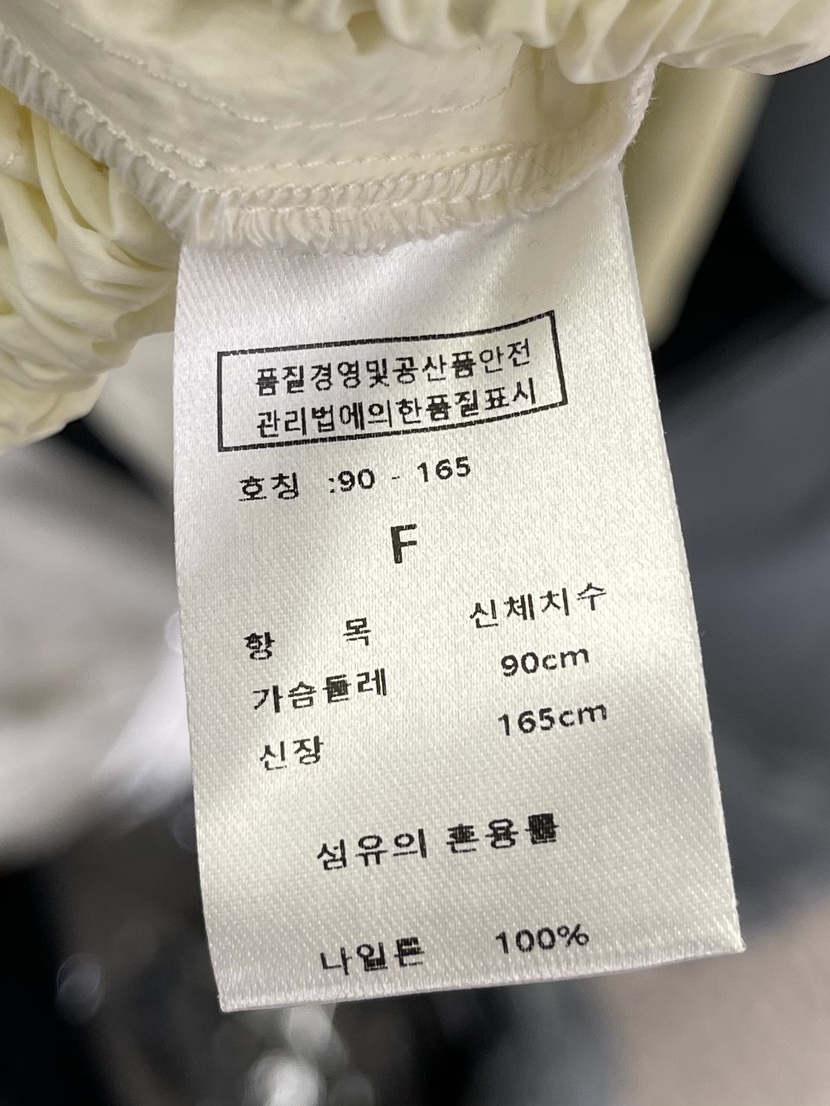 품질경영및공산품안전
관리법에의한품질표시
호칭 :90 - 165
F
항 목 신체치수
가슴둘레 90cm
신장 165cm
섬유의 혼용률
나일론 100%